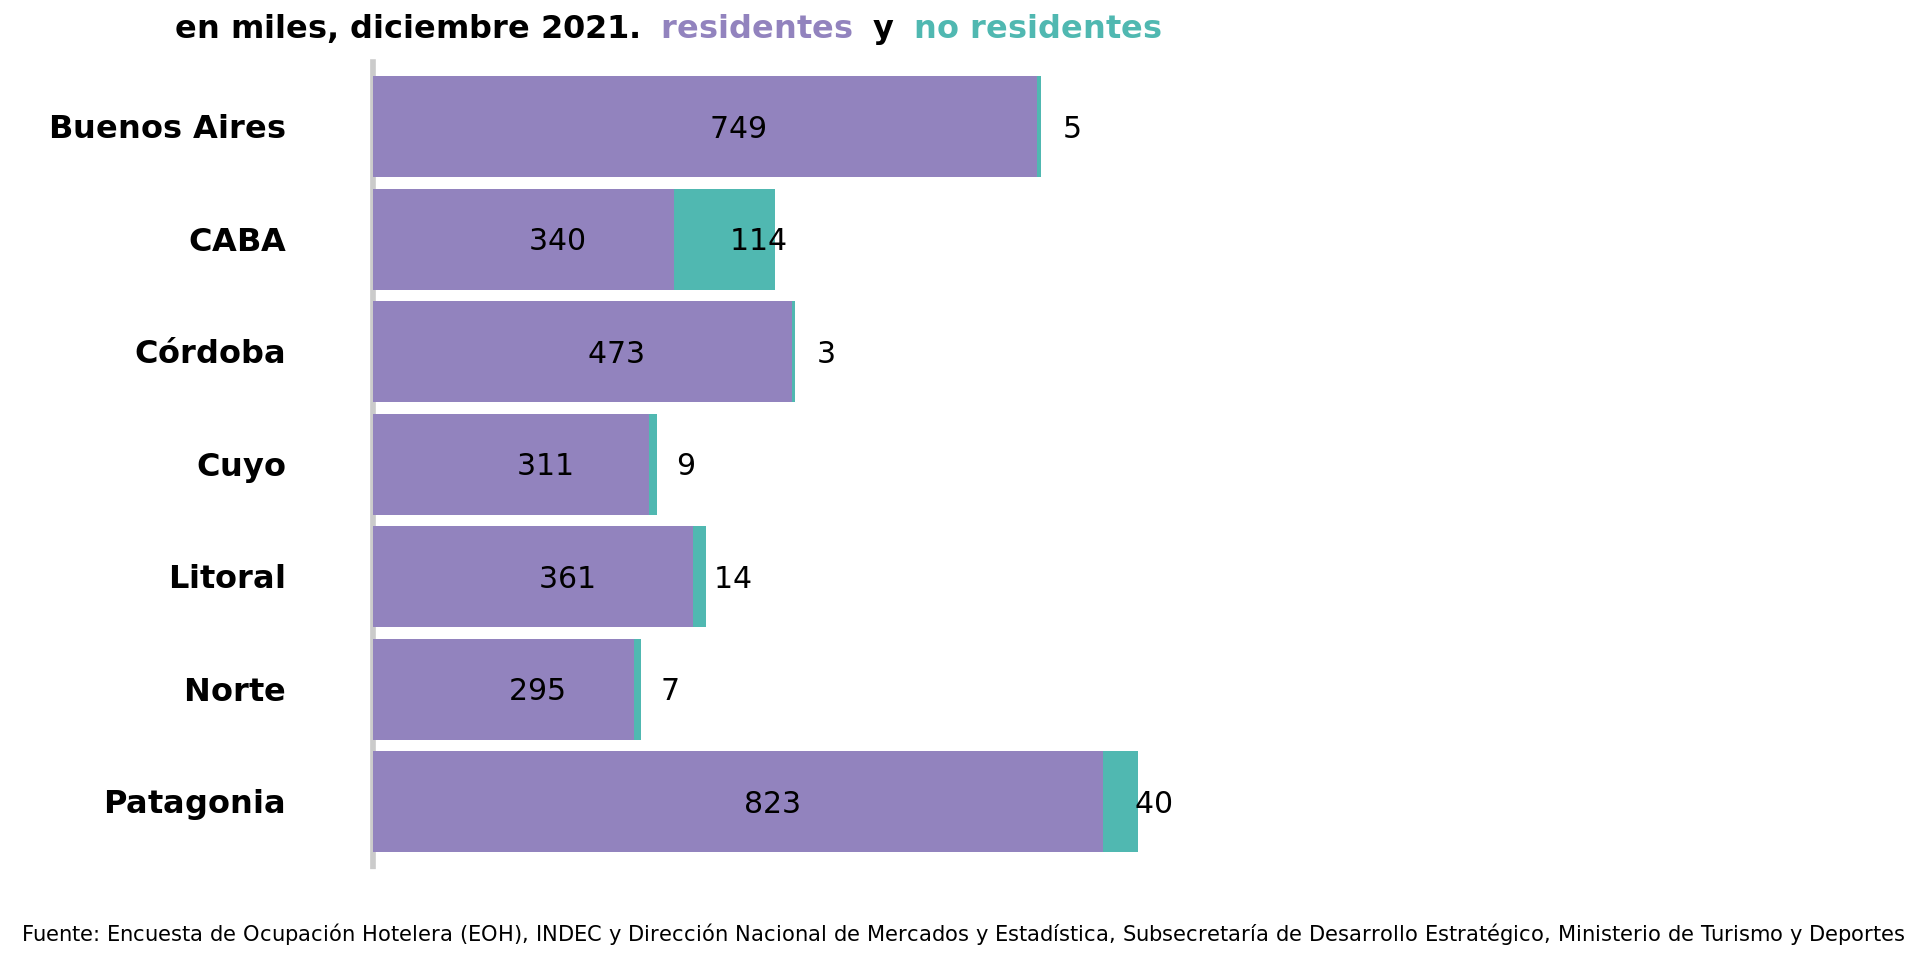 en miles, diciembre 2021. residentes y no residentes
Buenos Aires 749 5
CABA 340 114
Córdoba 473 3
Cuyo 311 9
Litoral 361 14
Norte 295 7
Patagonia 823 40
Fuente: Encuesta de Ocupación Hotelera (EOH), INDEC y Dirección Nacional de Mercados y Estadística, Subsecretaría de Desarrollo Estratégico, Ministerio de Turismo y Deportes